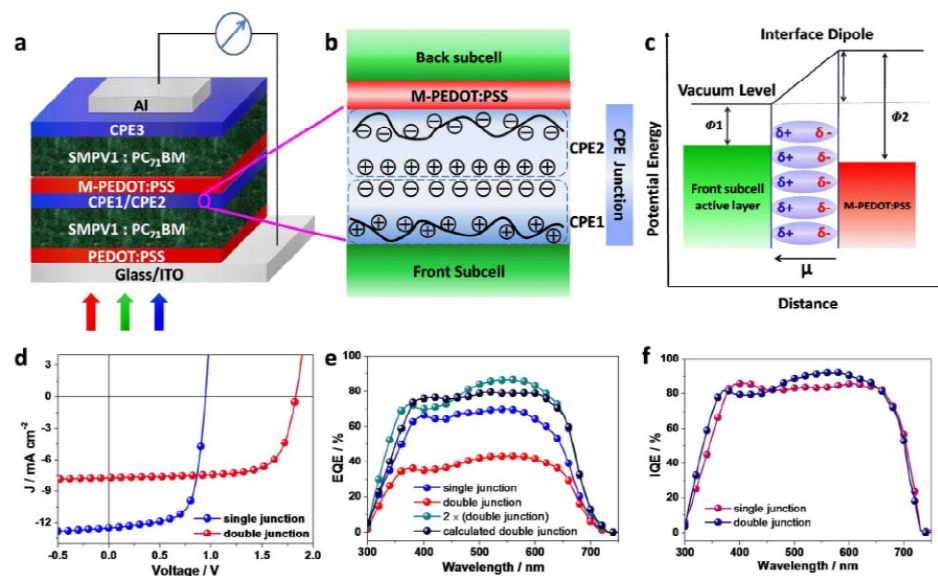 a
Al
CPE3
SMPV1 : PC71BM
M-PEDOT:PSS
CPE1/CPE2
SMPV1 : PC71BM
PEDOT:PSS
Glass/ITO
b
Back subcell
M-PEDOT:PSS
CPE2
CPE1
CPE Junction
Front Subcell
c
Interface Dipole
Vacuum Level
Φ1
Φ2
δ+ δ-
δ+ δ-
δ+ δ-
δ+ δ-
δ+ δ-
Front subcell
active layer
M-PEDOT:PSS
μ
Potential Energy
Distance
d
3
0
-3
-6
-9
-12
J / mA cm-2
single junction
double junction
-0.5 0.0 0.5 1.0 1.5 2.0
Voltage / V
e
100
80
60
40
20
0
EQE / %
single junction
double junction
2 × (double junction)
calculated double junction
300 400 500 600 700
Wavelength / nm
f
100
80
60
40
20
0
IQE / %
single junction
double junction
300 400 500 600 700
Wavelength / nm